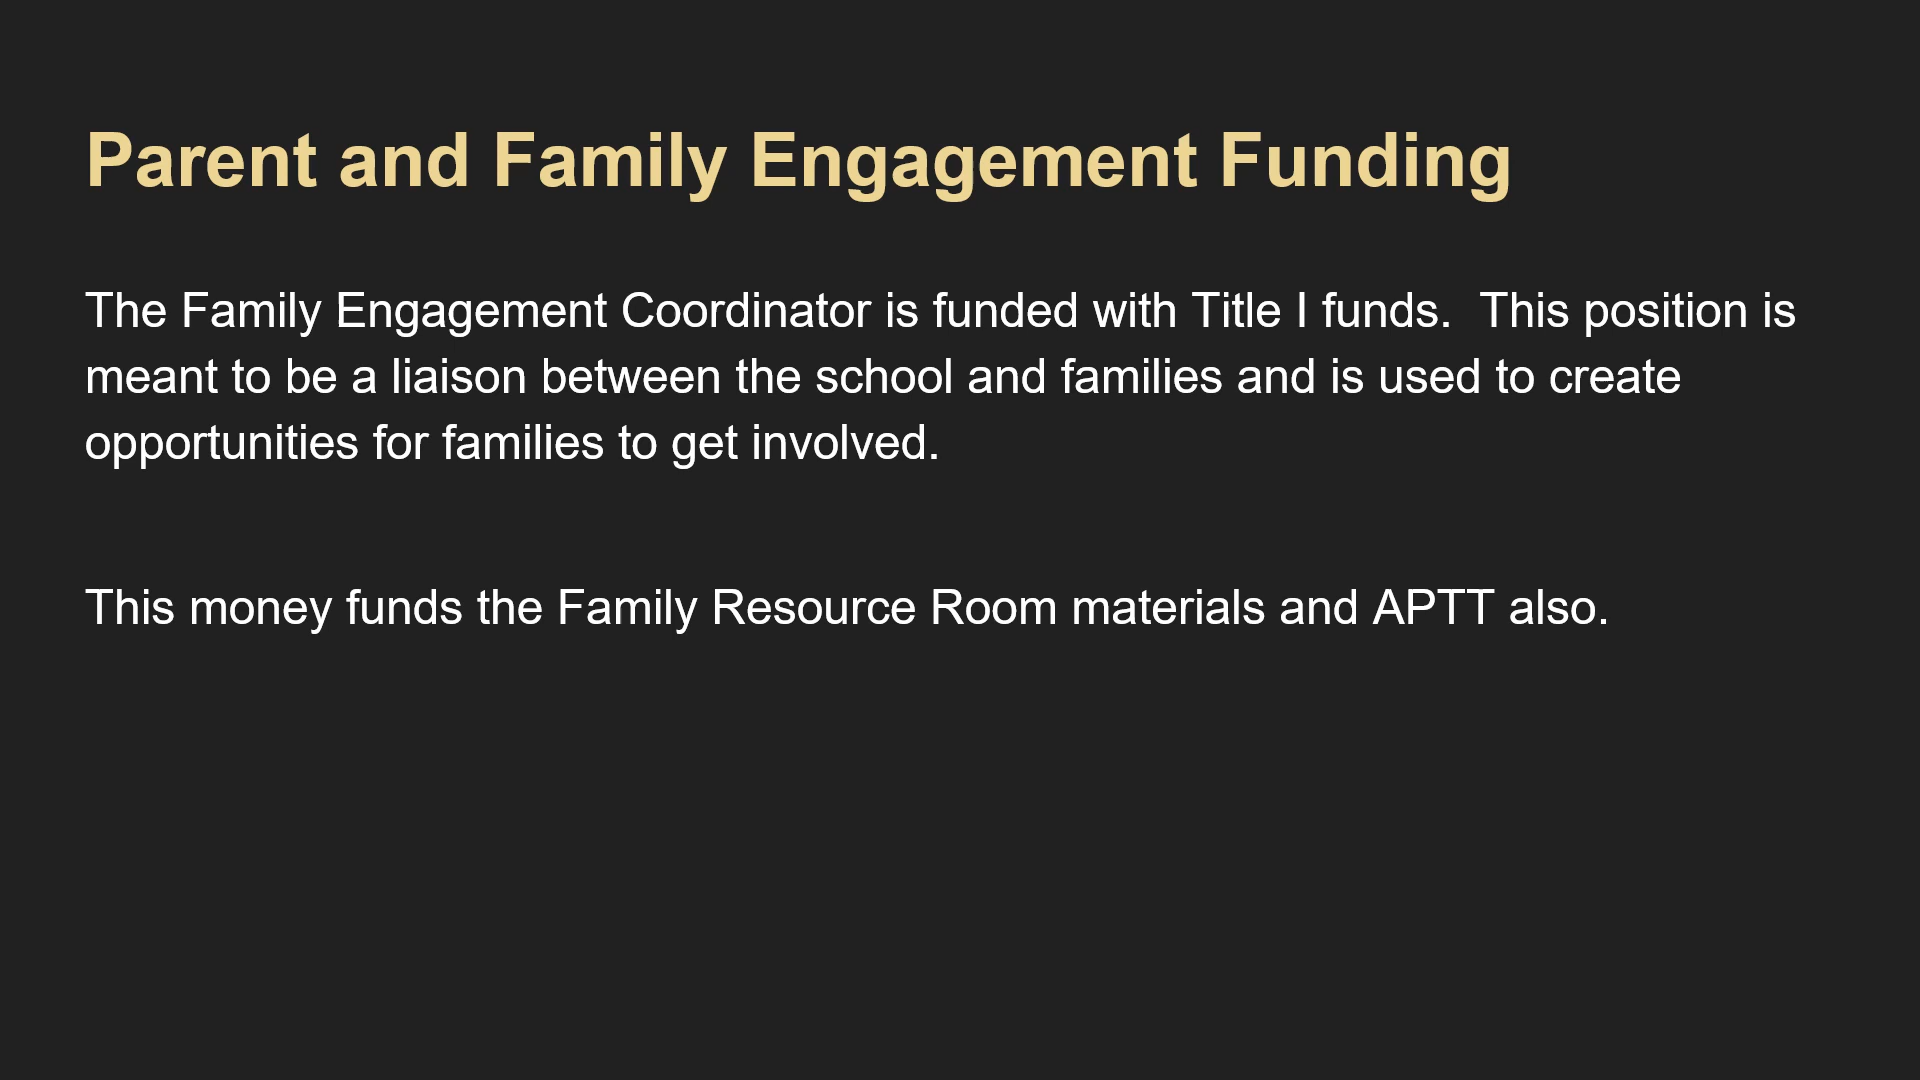 Parent and Family Engagement Funding
The Family Engagement Coordinator is funded with Title I funds.  This position is
meant to be a liaison between the school and families and is used to create
opportunities for families to get involved.
This money funds the Family Resource Room materials and APTT also.